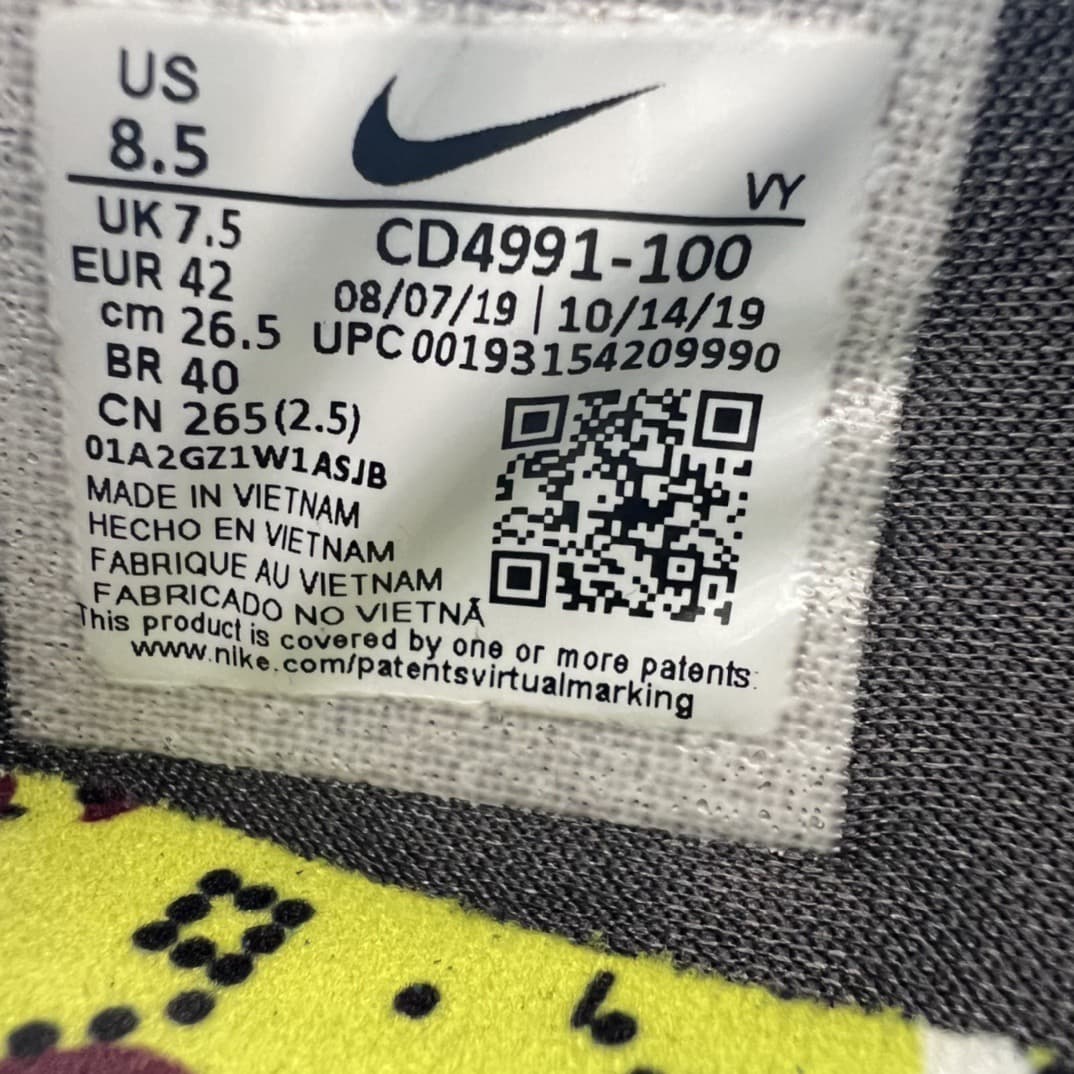 US
8.5
VY
UK 7.5
CD4991-100
EUR 42
08/07/19 | 10/14/19
cm 26.5
UPC 00193154209990
BR 40
CN 265(2.5)
01A2GZ1W1ASJB
MADE IN VIETNAM
HECHO EN VIETNAM
FABRIQUE AU VIETNAM
FABRICADO NO VIETNÃ
This product is covered by one or more patents:
www.nike.com/patentsvirtualmarking